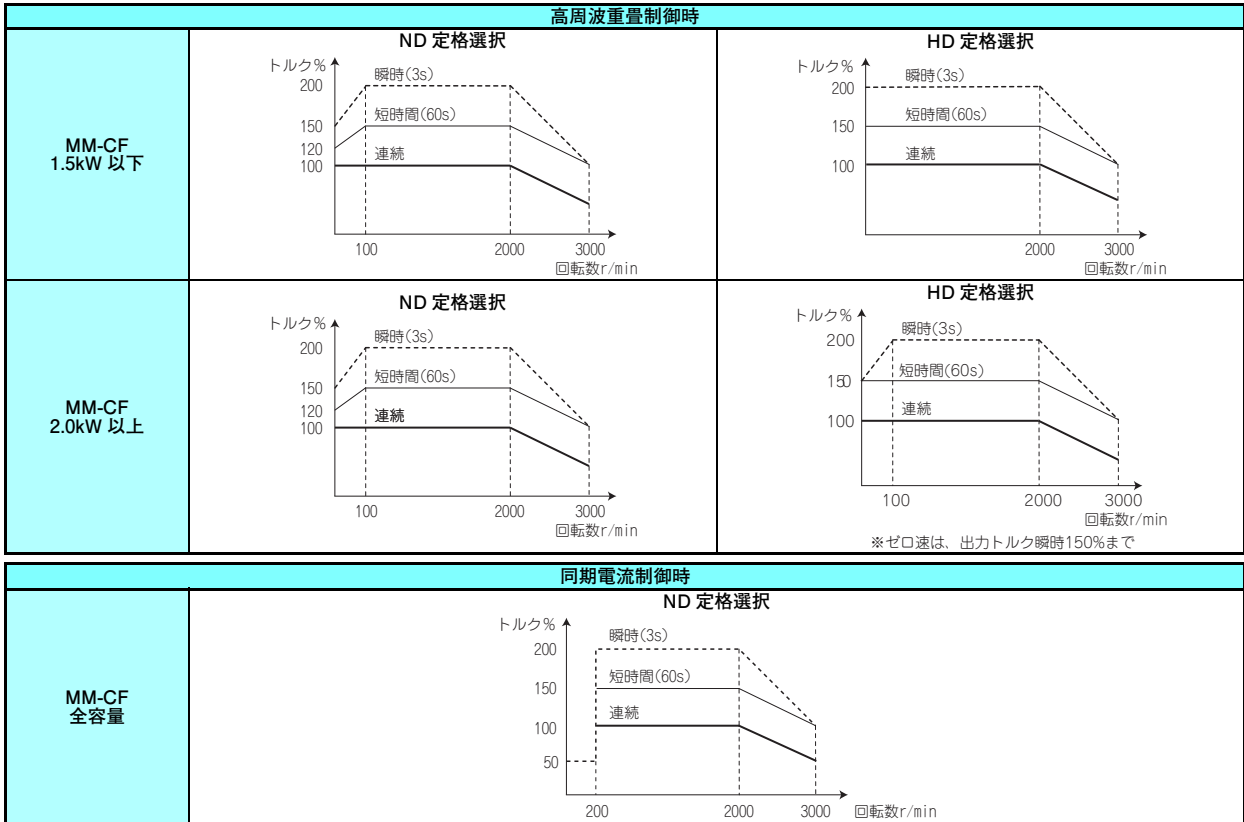 高周波重畳制御時
MM-CF
1.5kW 以下
ND 定格選択
トルク%
200
150
120
100
瞬時(3s)
短時間(60s)
連続
100
2000
3000
回転数r/min
HD 定格選択
トルク%
200
150
100
瞬時(3s)
短時間(60s)
連続
2000
3000
回転数r/min
MM-CF
2.0kW 以上
ND 定格選択
トルク%
200
150
120
100
瞬時(3s)
短時間(60s)
連続
100
2000
3000
回転数r/min
HD 定格選択
トルク%
200
150
100
瞬時(3s)
短時間(60s)
連続
100
2000
3000
回転数r/min
※ゼロ速は、出力トルク瞬時150%まで
同期電流制御時
MM-CF
全容量
ND 定格選択
トルク%
200
150
100
50
瞬時(3s)
短時間(60s)
連続
200
2000
3000
回転数r/min